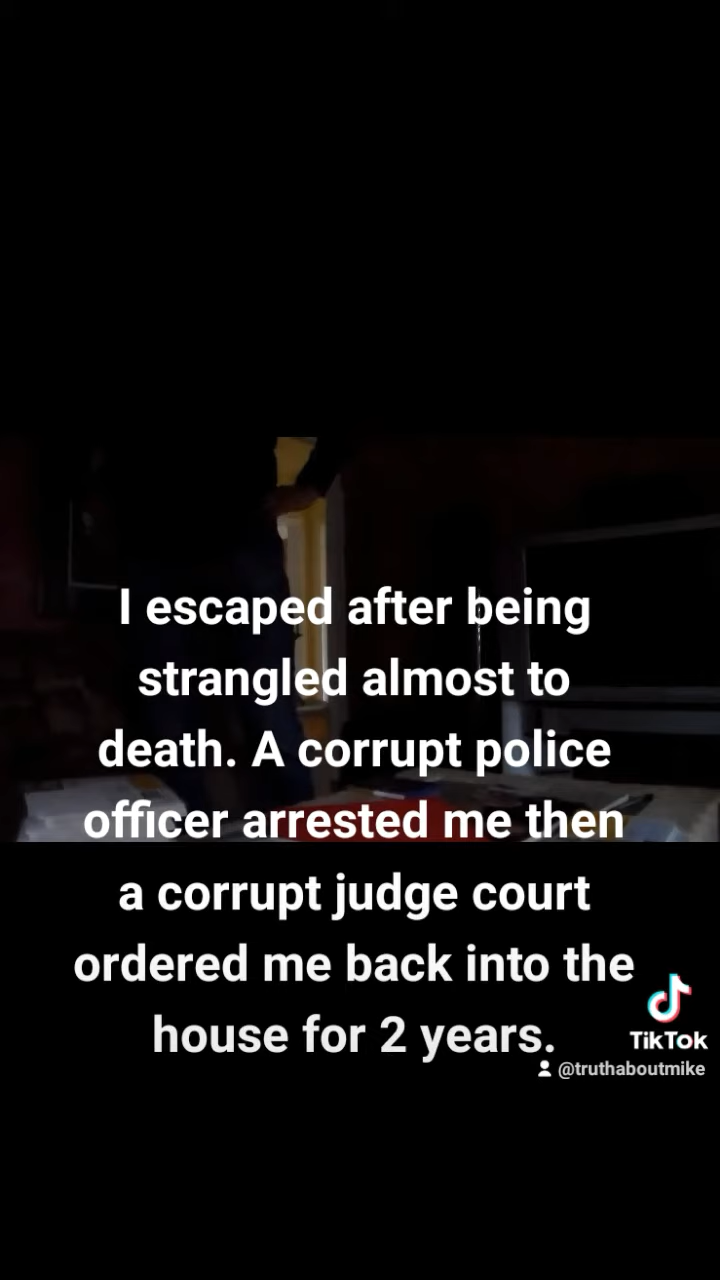 I escaped after being
strangled almost to
death. A corrupt police
officer arrested me then
a corrupt judge court
ordered me back into the
house for 2 years.
TikTok
@truthaboutmike